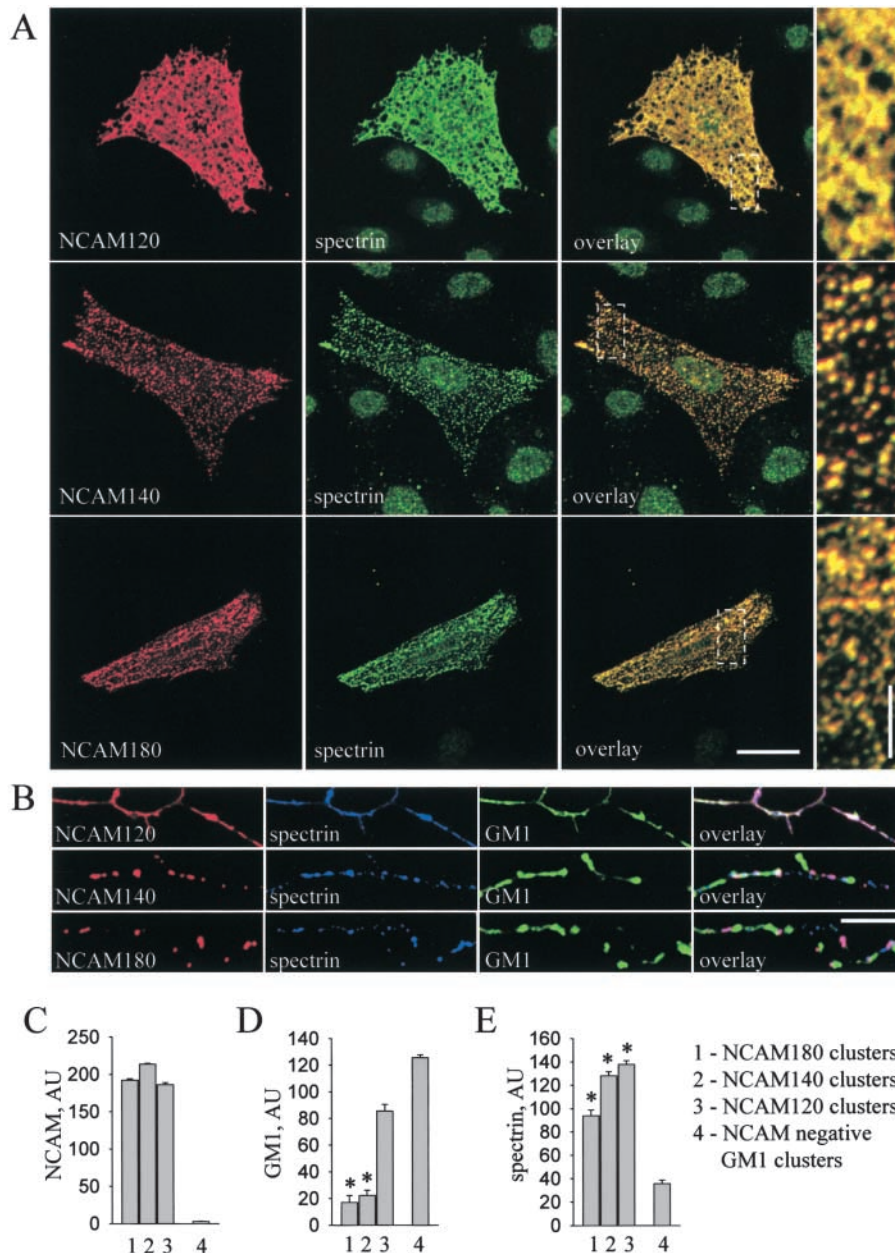 A
NCAM120
spectrin
overlay
NCAM140
spectrin
overlay
NCAM180
spectrin
overlay
B
NCAM120
spectrin
GM1
overlay
NCAM140
spectrin
GM1
overlay
NCAM180
spectrin
GM1
overlay
C
NCAM, AU
250
200
150
100
50
0
1 2 3 4
D
GM1, AU
140
120
100
80
60
40
20
0
* *
1 2 3 4
E
spectrin, AU
160
140
120
100
80
60
40
20
0
* * *
1 2 3 4
1 - NCAM180 clusters
2 - NCAM140 clusters
3 - NCAM120 clusters
4 - NCAM negative
GM1 clusters